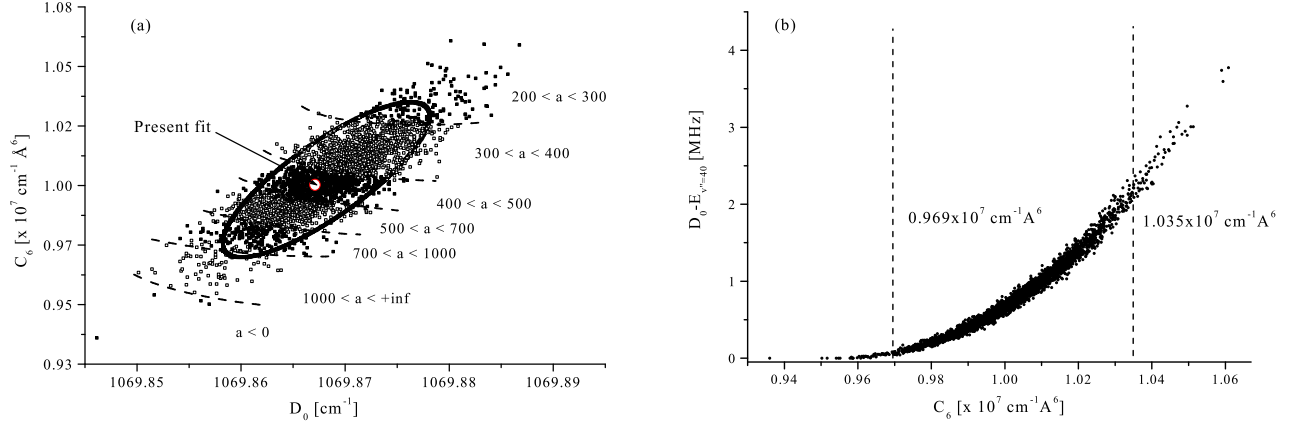 (a)
1.08
1.05
1.02
1.00
0.97
0.95
0.93
C6 [x 10^7 cm^-1 Å^6]
Present fit
200 < a < 300
300 < a < 400
400 < a < 500
500 < a < 700
700 < a < 1000
1000 < a < +inf
a < 0
1069.85 1069.86 1069.87 1069.88 1069.89
D0 [cm^-1]
(b)
4
3
2
1
0
D0-Ev"=40 [MHz]
0.969x10^7 cm^-1A^6
1.035x10^7 cm^-1A^6
0.94 0.96 0.98 1.00 1.02 1.04 1.06
C6 [x 10^7 cm^-1A^6]